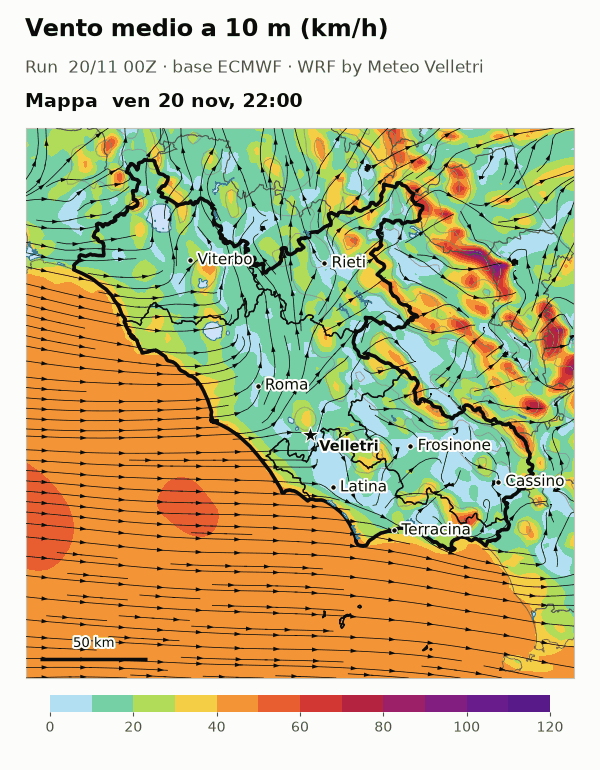 Vento medio a 10 m (km/h)
Run  20/11 00Z · base ECMWF · WRF by Meteo Velletri
Mappa  ven 20 nov, 22:00
Viterbo
Rieti
Roma
Velletri
Frosinone
Latina
Cassino
Terracina
50 km
0 20 40 60 80 100 120